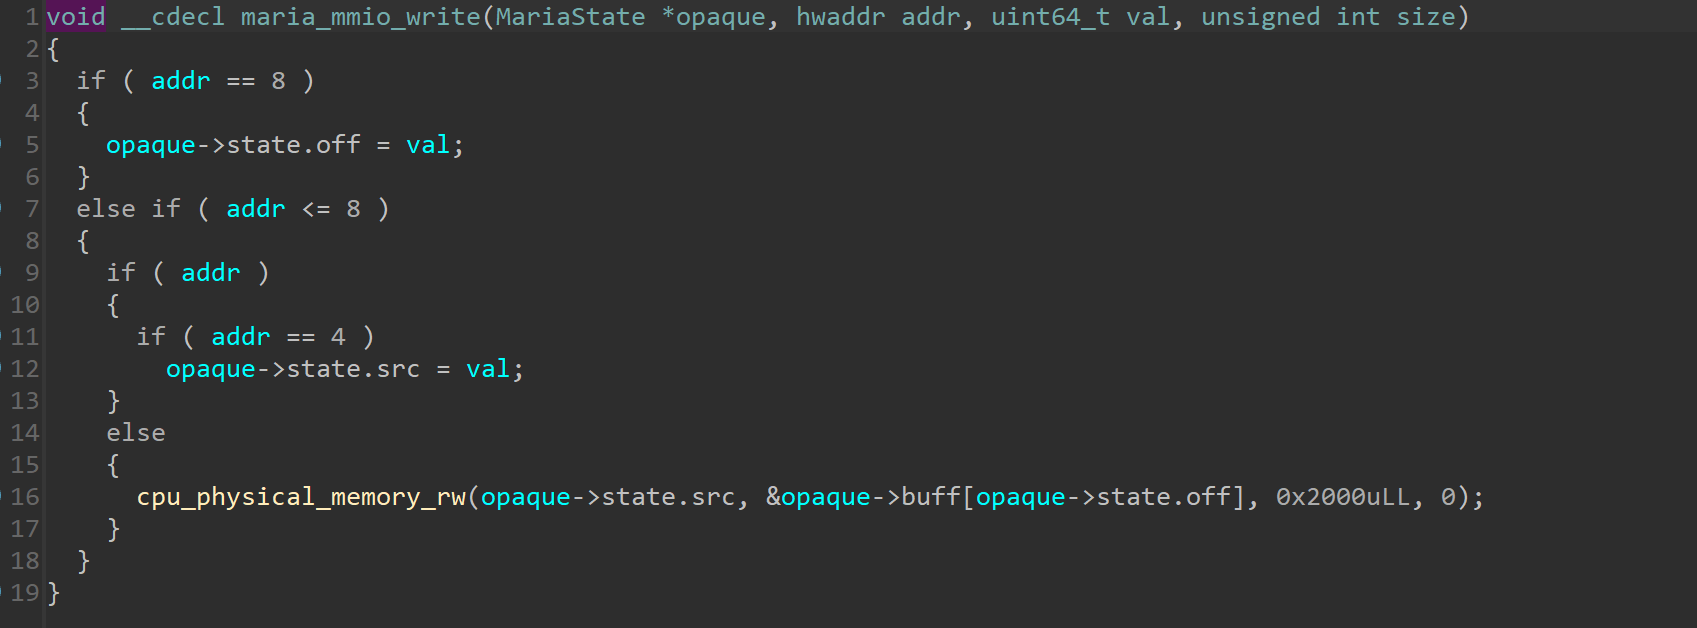 1 void __cdecl maria_mmio_write(MariaState *opaque, hwaddr addr, uint64_t val, unsigned int size)
2 {
3   if ( addr == 8 )
4   {
5     opaque->state.off = val;
6   }
7   else if ( addr <= 8 )
8   {
9     if ( addr )
10     {
11       if ( addr == 4 )
12         opaque->state.src = val;
13     }
14     else
15     {
16       cpu_physical_memory_rw(opaque->state.src, &opaque->buff[opaque->state.off], 0x2000uLL, 0);
17     }
18   }
19 }